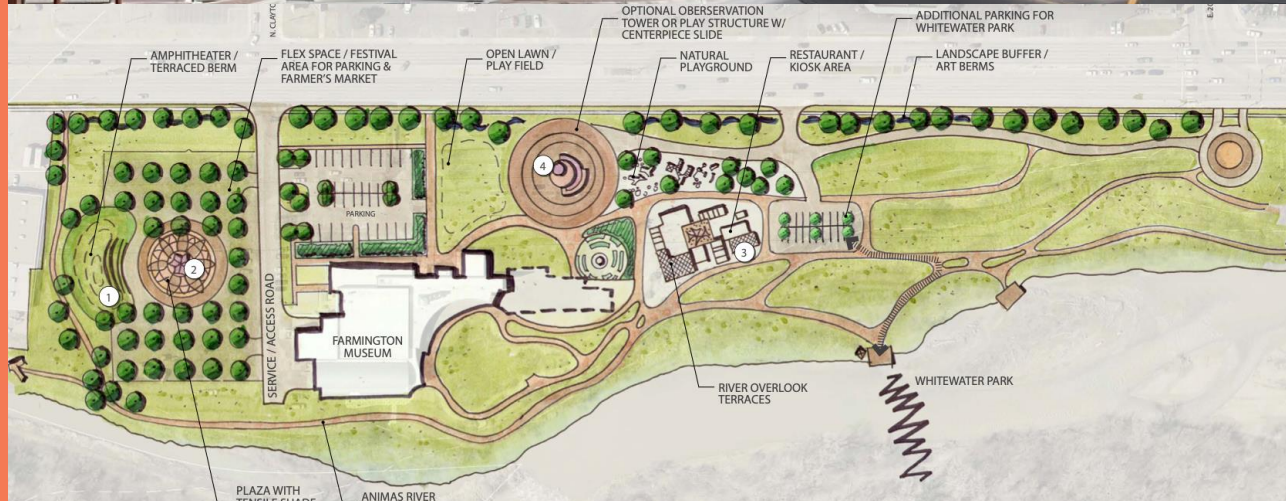 OPTIONAL OBERSERVATION
TOWER OR PLAY STRUCTURE W/
CENTERPIECE SLIDE
ADDITIONAL PARKING FOR
WHITEWATER PARK
N. CLAYTO
AMPHITHEATER /
TERRACED BERM
FLEX SPACE / FESTIVAL
AREA FOR PARKING &
FARMER'S MARKET
OPEN LAWN /
PLAY FIELD
NATURAL
PLAYGROUND
RESTAURANT /
KIOSK AREA
LANDSCAPE BUFFER /
ART BERMS
4
PARKING
3
2
1
SERVICE / ACCESS ROAD
FARMINGTON
MUSEUM
RIVER OVERLOOK
TERRACES
WHITEWATER PARK
PLAZA WITH
TENSILE SHADE
ANIMAS RIVER